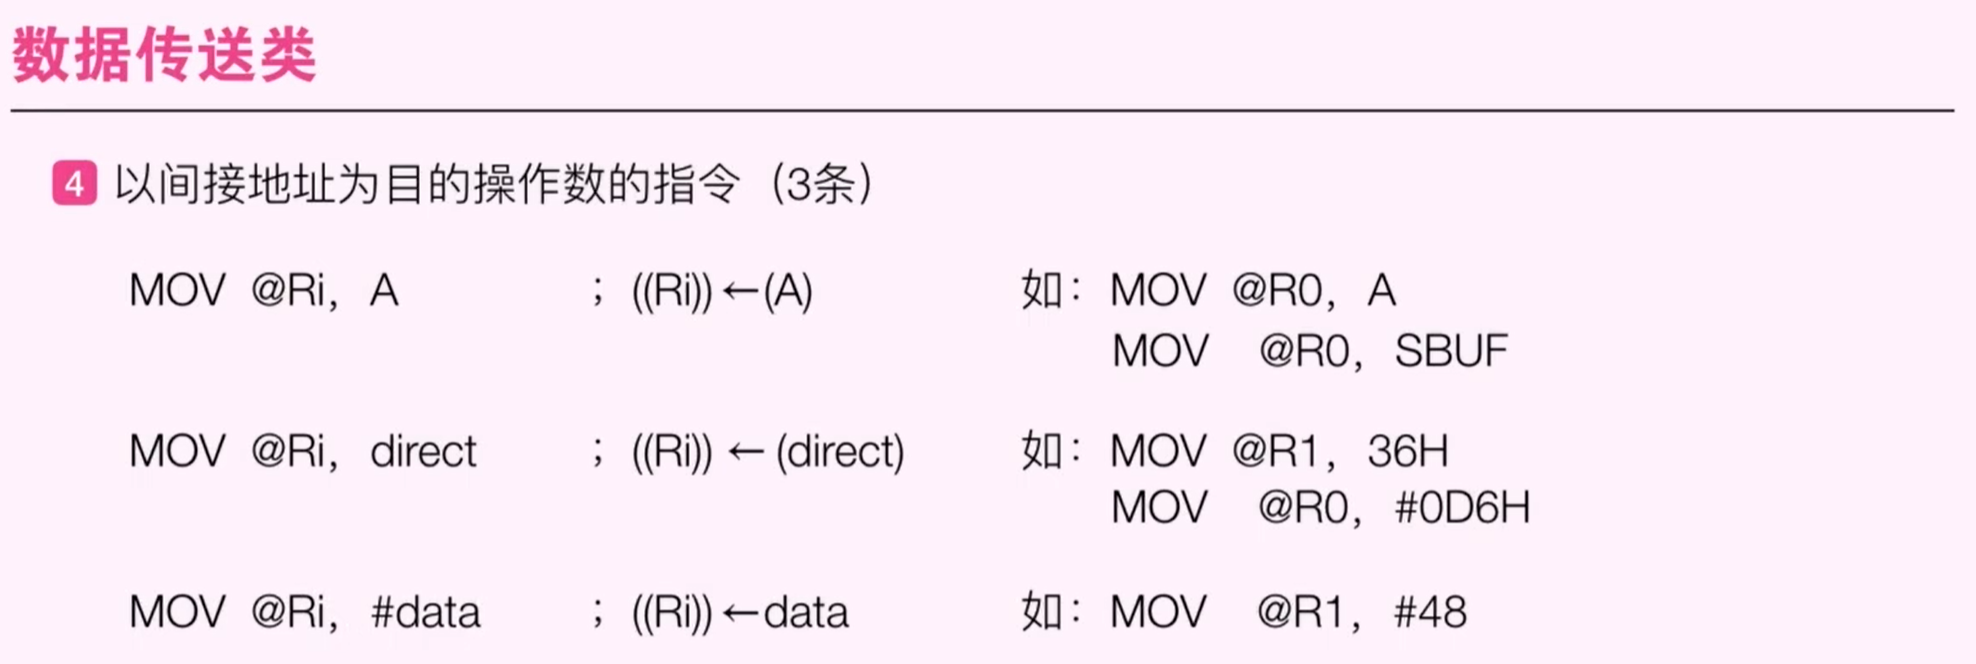 数据传送类
4 以间接地址为目的操作数的指令（3条）
MOV @Ri, A ; ((Ri))←(A) 如：MOV @R0, A
MOV @R0, SBUF
MOV @Ri, direct ; ((Ri)) ← (direct) 如：MOV @R1, 36H
MOV @R0, #0D6H
MOV @Ri, #data ; ((Ri))←data 如：MOV @R1, #48